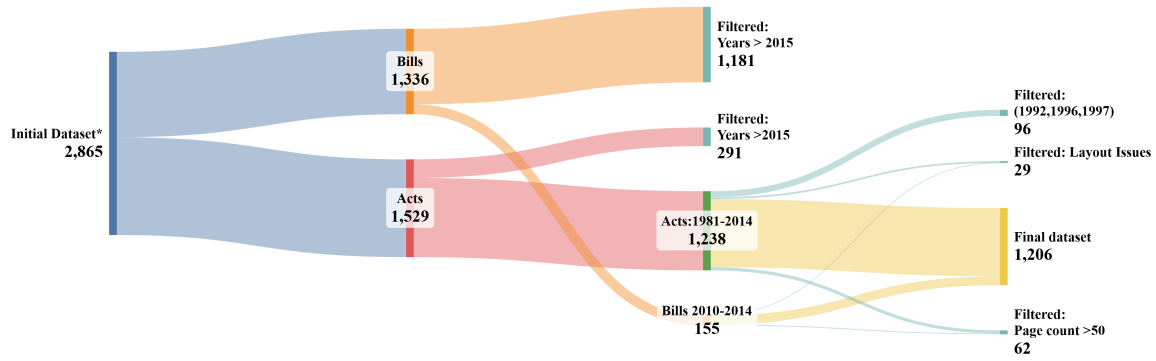 Initial Dataset*
2,865
Bills
1,336
Acts
1,529
Filtered:
Years > 2015
1,181
Filtered:
Years >2015
291
Acts:1981-2014
1,238
Bills 2010-2014
155
Filtered:
(1992,1996,1997)
96
Filtered: Layout Issues
29
Final dataset
1,206
Filtered:
Page count >50
62